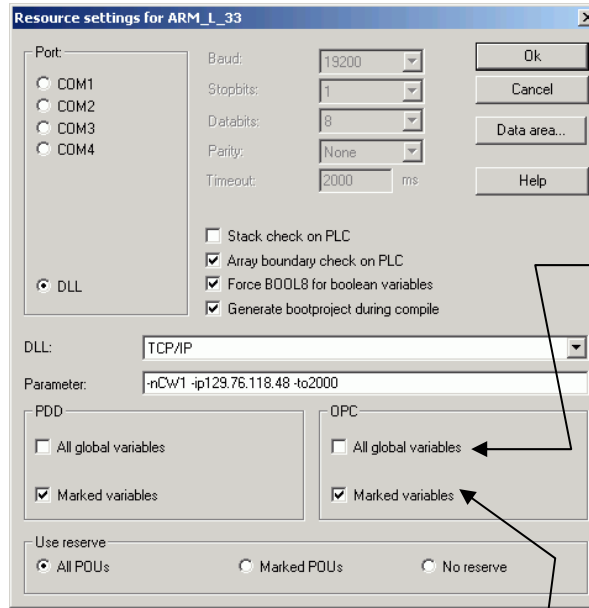 Resource settings for ARM_L_33
Port:
COM1
COM2
COM3
COM4
DLL
Baud: 19200
Stopbits: 1
Databits: 8
Parity: None
Timeout: 2000 ms
Ok
Cancel
Data area...
Help
Stack check on PLC
Array boundary check on PLC
Force BOOL8 for boolean variables
Generate bootproject during compile
DLL: TCP/IP
Parameter: -nCW1 -ip129.76.118.48 -to2000
PDD
All global variables
Marked variables
OPC
All global variables
Marked variables
Use reserve
All POUs Marked POUs No reserve